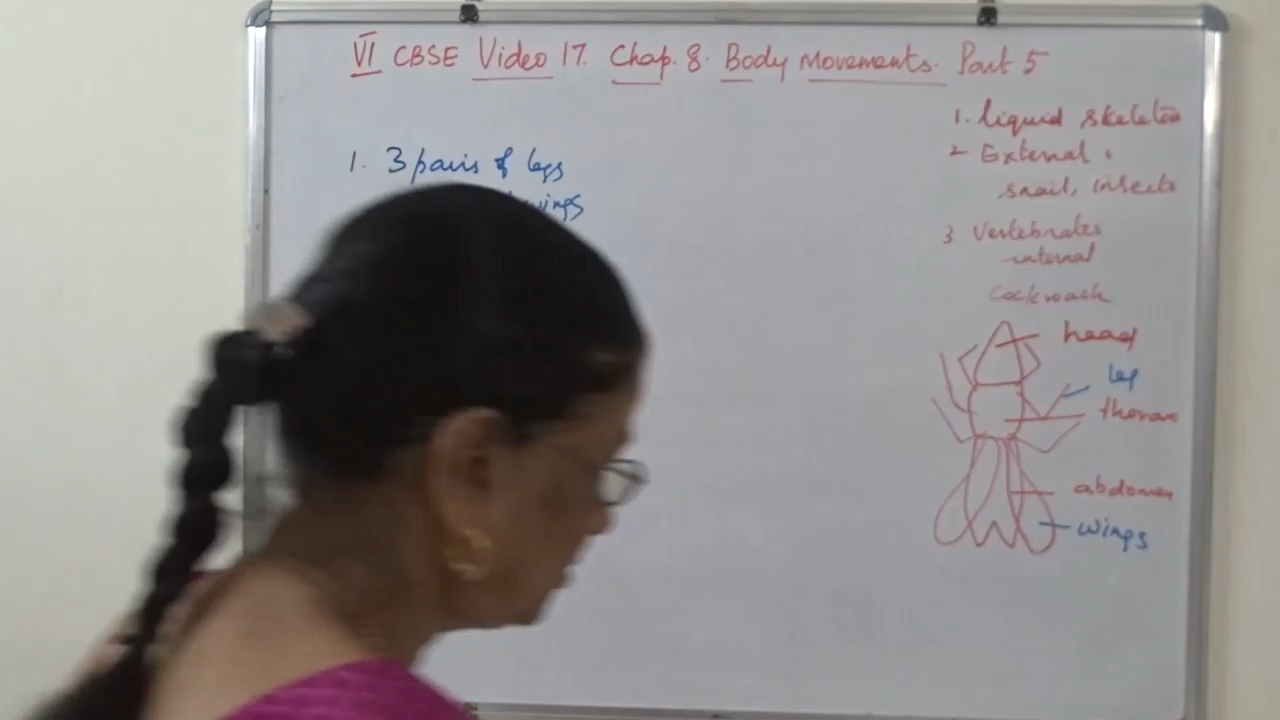 VI CBSE Video 17. Chap. 8. Body Movements. Part 5
1. 3 pairs of legs
wings
1. liquid skeleton
2 External "
snail, insects
3 Vertebrates
internal
Cockroach
head
leg
thorax
abdomen
wings